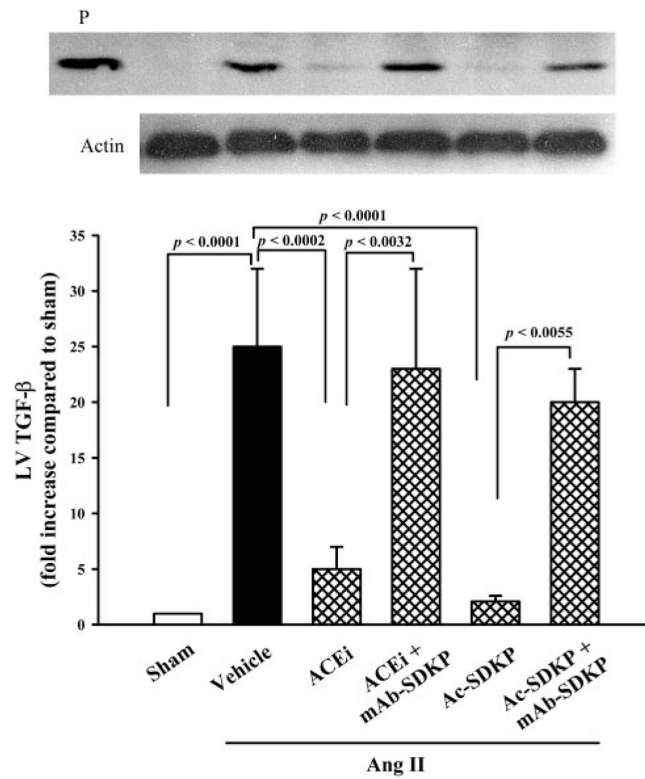 P
Actin
p < 0.0001
p < 0.0001
p < 0.0002
p < 0.0032
p < 0.0055
LV TGF-β
(fold increase compared to sham)
35
30
25
20
15
10
5
0
Sham
Vehicle
ACEi
ACEi +
mAb-SDKP
Ac-SDKP
Ac-SDKP +
mAb-SDKP
Ang II